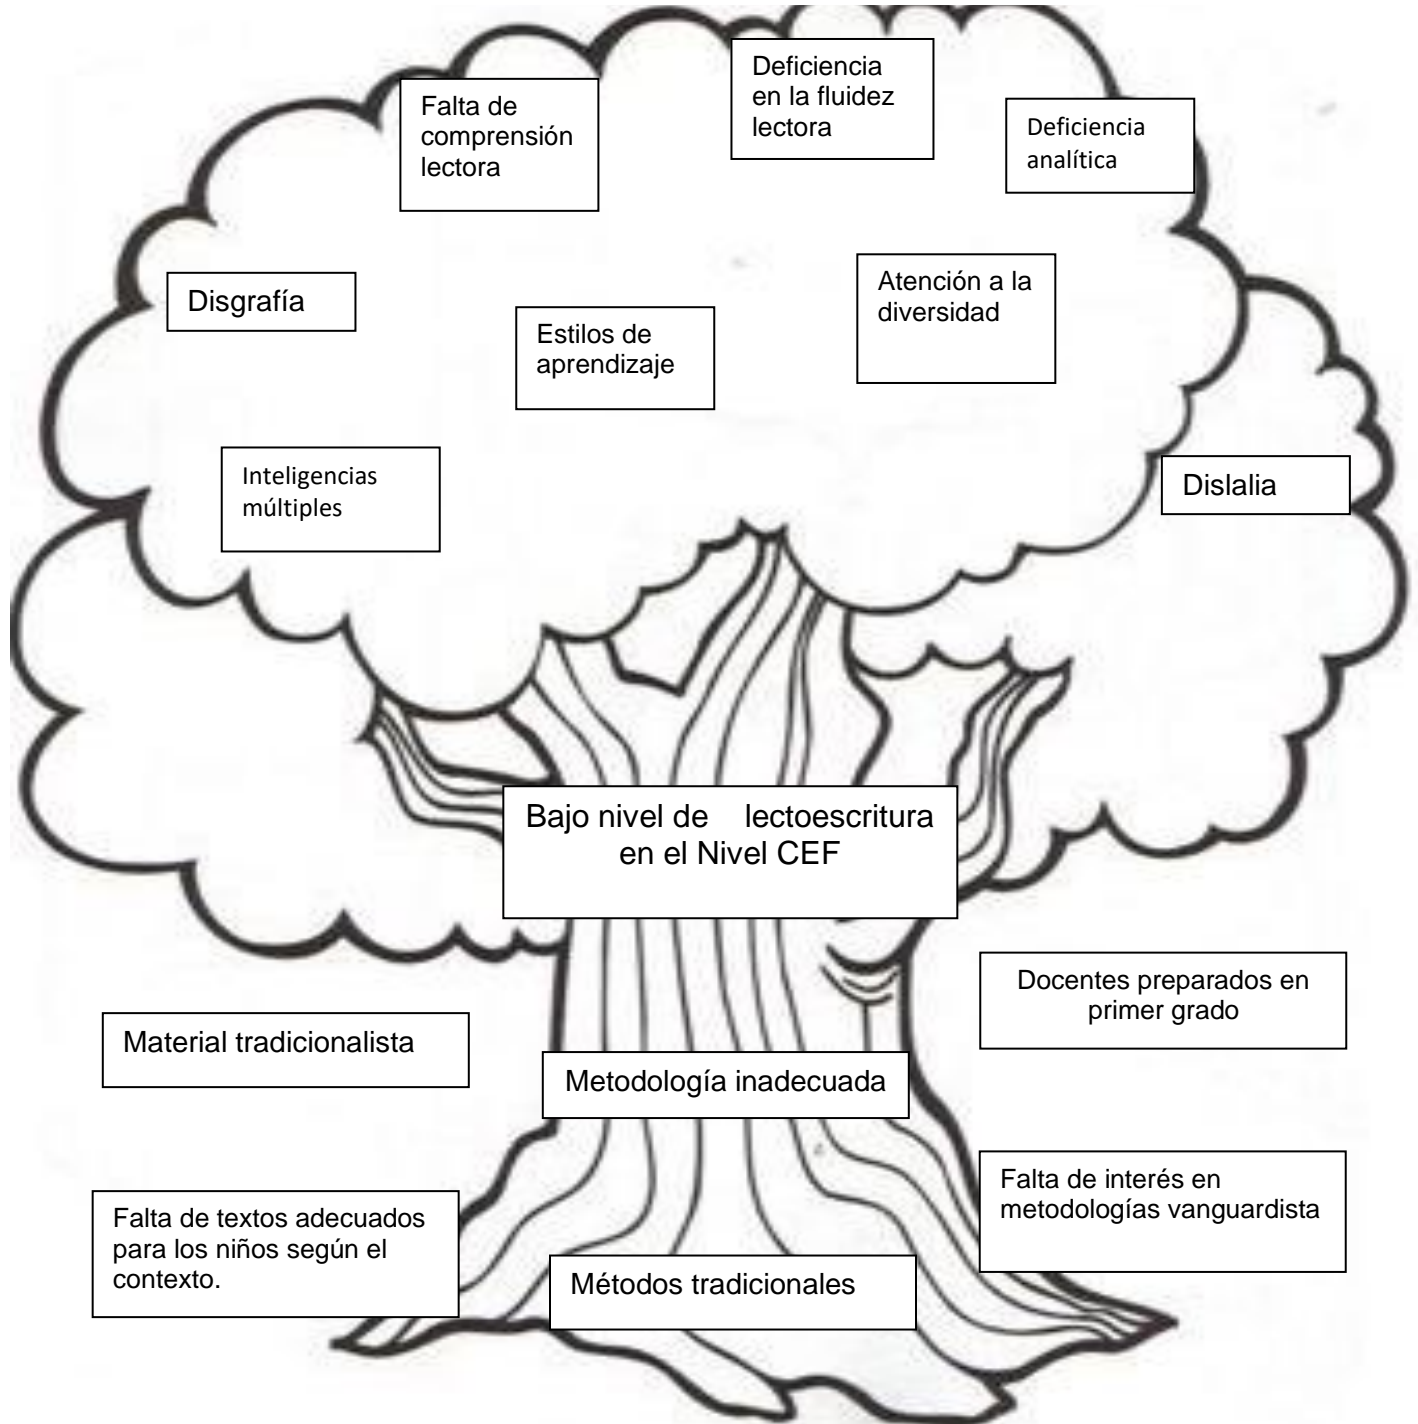 Deficiencia
en la fluidez
lectora
Falta de
comprensión
lectora
Deficiencia
analítica
Disgrafía
Atención a la
diversidad
Estilos de
aprendizaje
Inteligencias
múltiples
Dislalia
Bajo nivel de lectoescritura
en el Nivel CEF
Docentes preparados en
primer grado
Material tradicionalista
Metodología inadecuada
Falta de interés en
metodologías vanguardista
Falta de textos adecuados
para los niños según el
contexto.
Métodos tradicionales